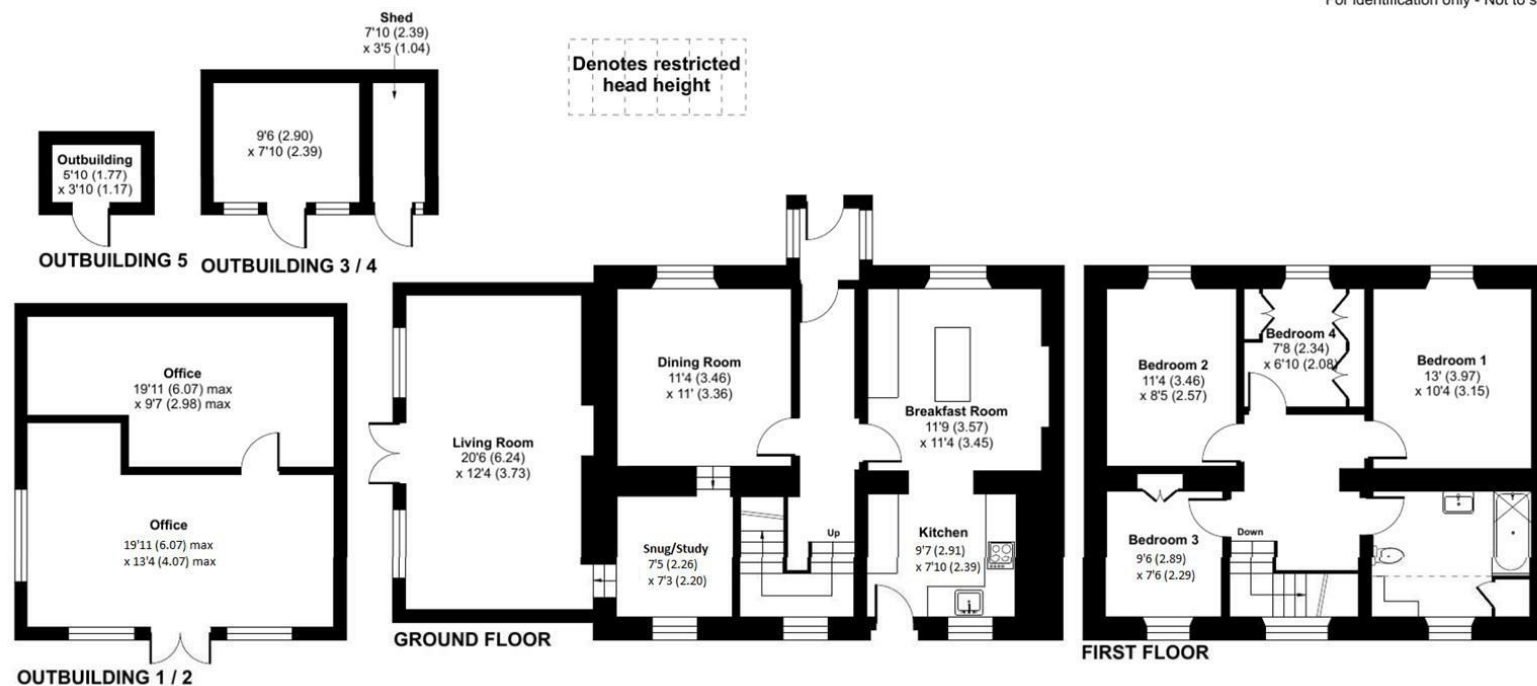 For identification only - Not to s
Shed
7'10 (2.39)
x 3'5 (1.04)
Denotes restricted
head height
9'6 (2.90)
x 7'10 (2.39)
Outbuilding
5'10 (1.77)
x 3'10 (1.17)
OUTBUILDING 5
OUTBUILDING 3 / 4
Office
19'11 (6.07) max
x 9'7 (2.98) max
Office
19'11 (6.07) max
x 13'4 (4.07) max
OUTBUILDING 1 / 2
Living Room
20'6 (6.24)
x 12'4 (3.73)
Dining Room
11'4 (3.46)
x 11' (3.36)
Breakfast Room
11'9 (3.57)
x 11'4 (3.45)
Snug/Study
7'5 (2.26)
x 7'3 (2.20)
Up
Kitchen
9'7 (2.91)
x 7'10 (2.39)
GROUND FLOOR
Bedroom 2
11'4 (3.46)
x 8'5 (2.57)
Bedroom 4
7'8 (2.34)
x 6'10 (2.08)
Bedroom 1
13' (3.97)
x 10'4 (3.15)
Bedroom 3
9'6 (2.89)
x 7'6 (2.29)
Down
FIRST FLOOR